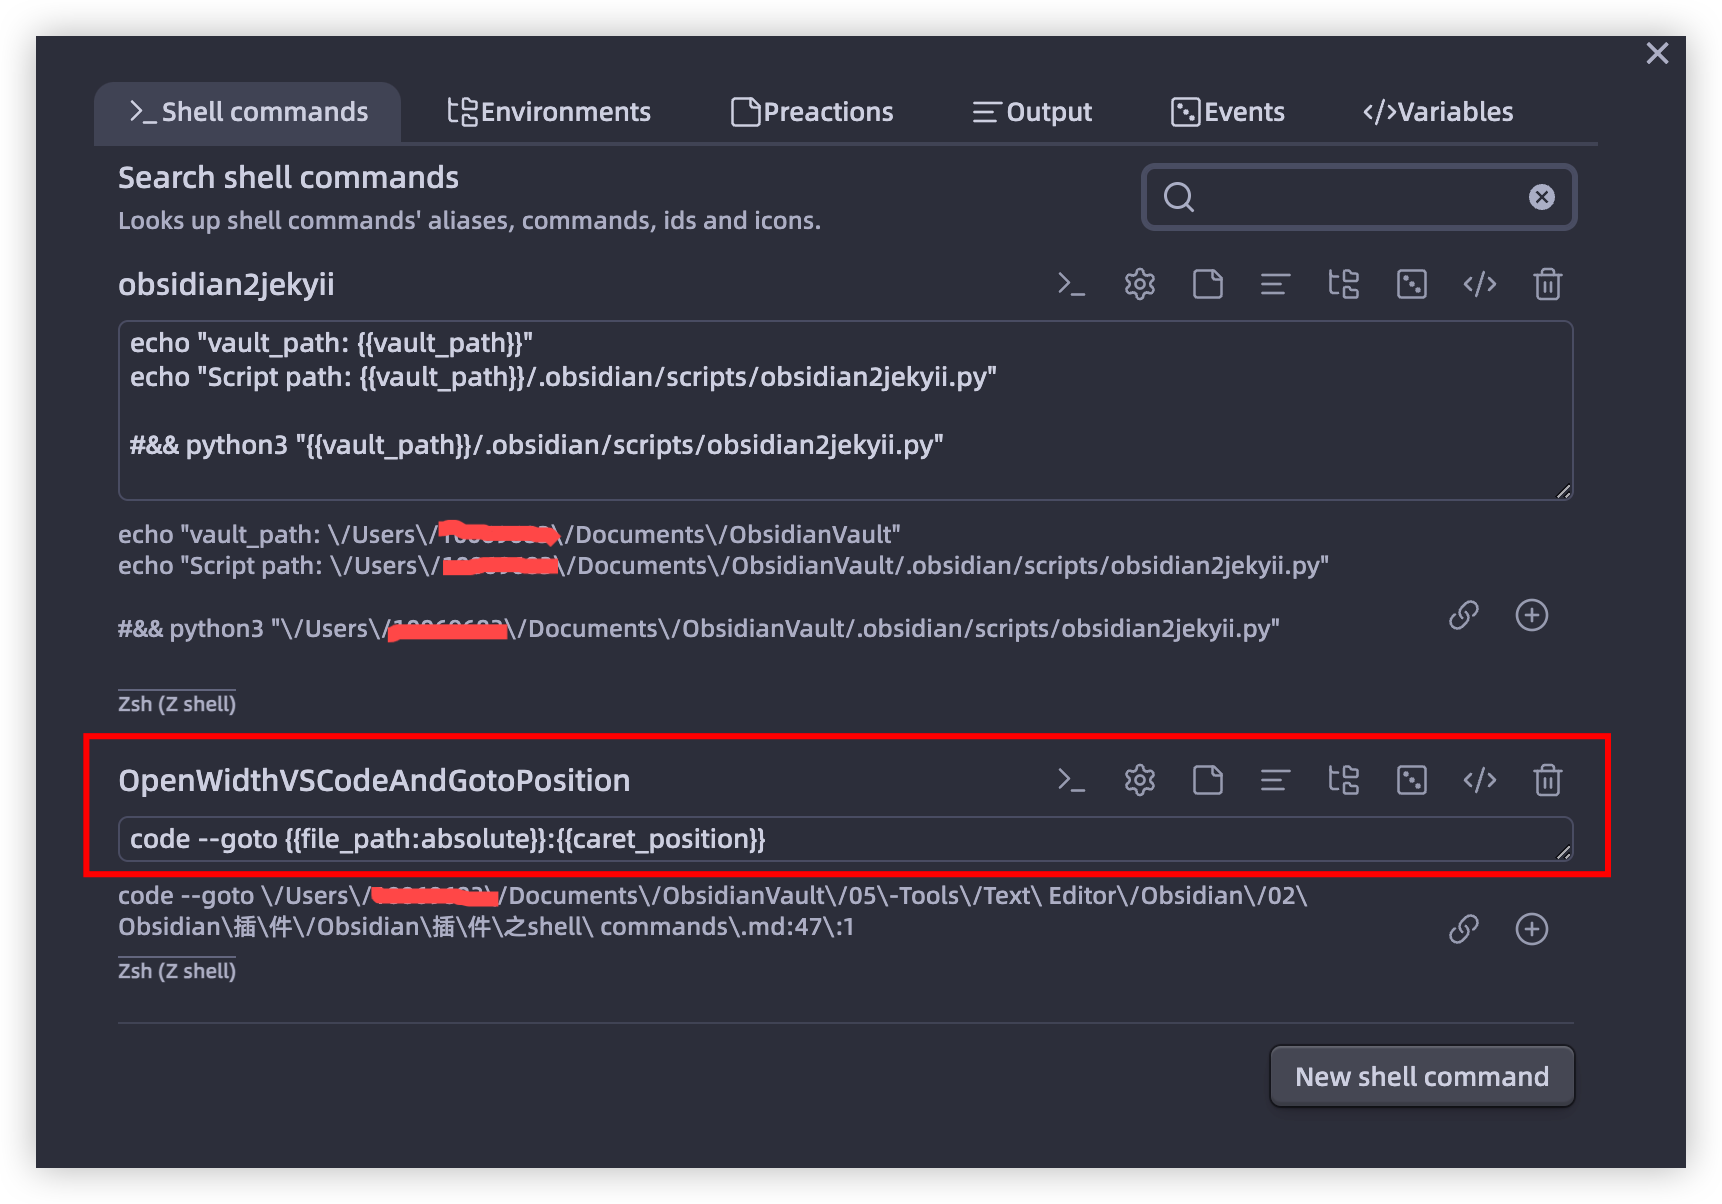 Shell commands
Environments
Preactions
Output
Events
Variables
Search shell commands
Looks up shell commands' aliases, commands, ids and icons.
obsidian2jekyii
echo "vault_path: {{vault_path}}"
echo "Script path: {{vault_path}}/.obsidian/scripts/obsidian2jekyii.py"
#&& python3 "{{vault_path}}/.obsidian/scripts/obsidian2jekyii.py"
echo "vault_path: \/Users\/ \/Documents\/ObsidianVault"
echo "Script path: \/Users\/ \/Documents\/ObsidianVault/.obsidian/scripts/obsidian2jekyii.py"
#&& python3 "\/Users\/ \/Documents\/ObsidianVault/.obsidian/scripts/obsidian2jekyii.py"
Zsh (Z shell)
OpenWidthVSCodeAndGotoPosition
code --goto {{file_path:absolute}}:{{caret_position}}
code --goto \/Users\/ \/Documents\/ObsidianVault\/05\-Tools\/Text\ Editor\/Obsidian\/02\
Obsidian\插\件\/Obsidian\插\件\之shell\ commands\.md:47\:1
Zsh (Z shell)
New shell command